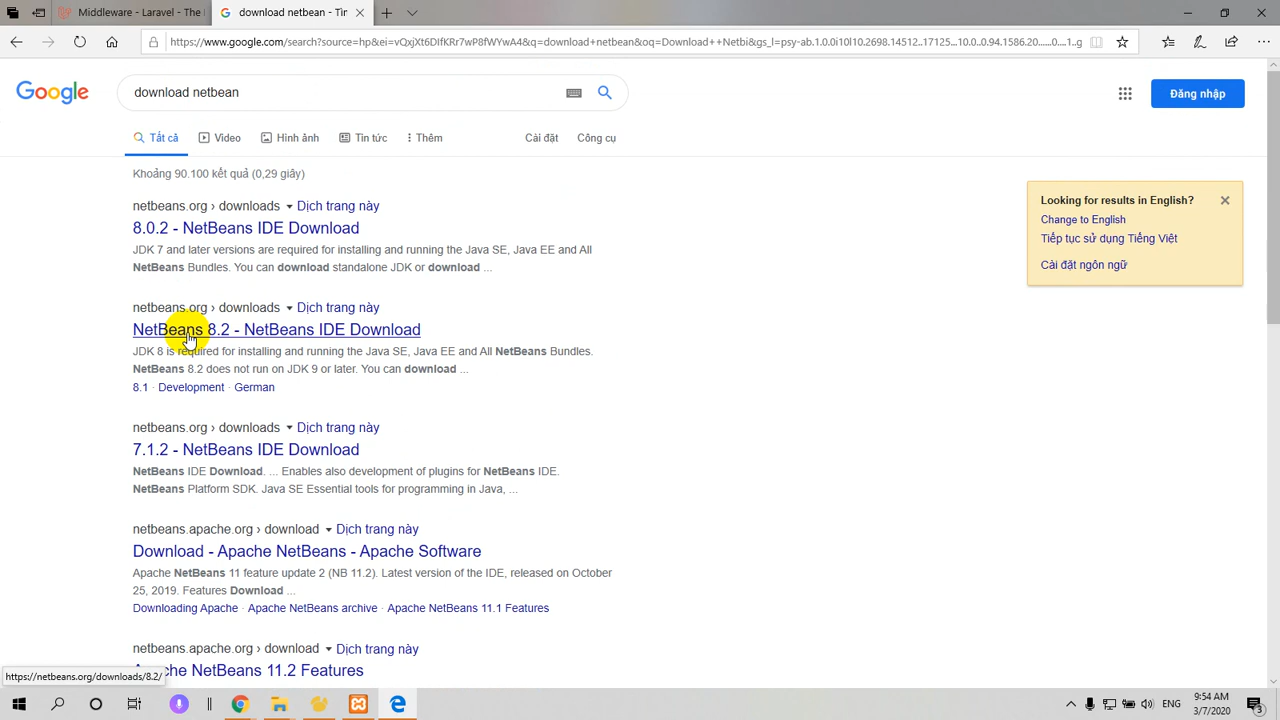 Middleware - Laravel - The I
download netbean - Tìm
https://www.google.com/search?source=hp&ei=vQxjXt6DIfKRr7wP8fWYwA4&q=download+netbean&oq=Download++Netbi&gs_l=psy-ab.1.0.0i10l10.2698.14512..17125...10.0..0.94.1586.20......0....1..g
Google
download netbean
Đăng nhập
Tất cả Video Hình ảnh Tin tức Thêm Cài đặt Công cụ
Khoảng 90.100 kết quả (0,29 giây)
netbeans.org › downloads Dịch trang này
8.0.2 - NetBeans IDE Download
JDK 7 and later versions are required for installing and running the Java SE, Java EE and All
NetBeans Bundles. You can download standalone JDK or download ...
netbeans.org › downloads Dịch trang này
NetBeans 8.2 - NetBeans IDE Download
JDK 8 is required for installing and running the Java SE, Java EE and All NetBeans Bundles.
NetBeans 8.2 does not run on JDK 9 or later. You can download ...
8.1 · Development · German
netbeans.org › downloads Dịch trang này
7.1.2 - NetBeans IDE Download
NetBeans IDE Download. ... Enables also development of plugins for NetBeans IDE.
NetBeans Platform SDK. Java SE Essential tools for programming in Java, ...
netbeans.apache.org › download Dịch trang này
Download - Apache NetBeans - Apache Software
Apache NetBeans 11 feature update 2 (NB 11.2). Latest version of the IDE, released on October
25, 2019. Features Download ...
Downloading Apache · Apache NetBeans archive · Apache NetBeans 11.1 Features
netbeans.apache.org › download Dịch trang này
che NetBeans 11.2 Features
Looking for results in English?
Change to English
Tiếp tục sử dụng Tiếng Việt
Cài đặt ngôn ngữ
https://netbeans.org/downloads/8.2/
ENG
9:54 AM
3/7/2020
3